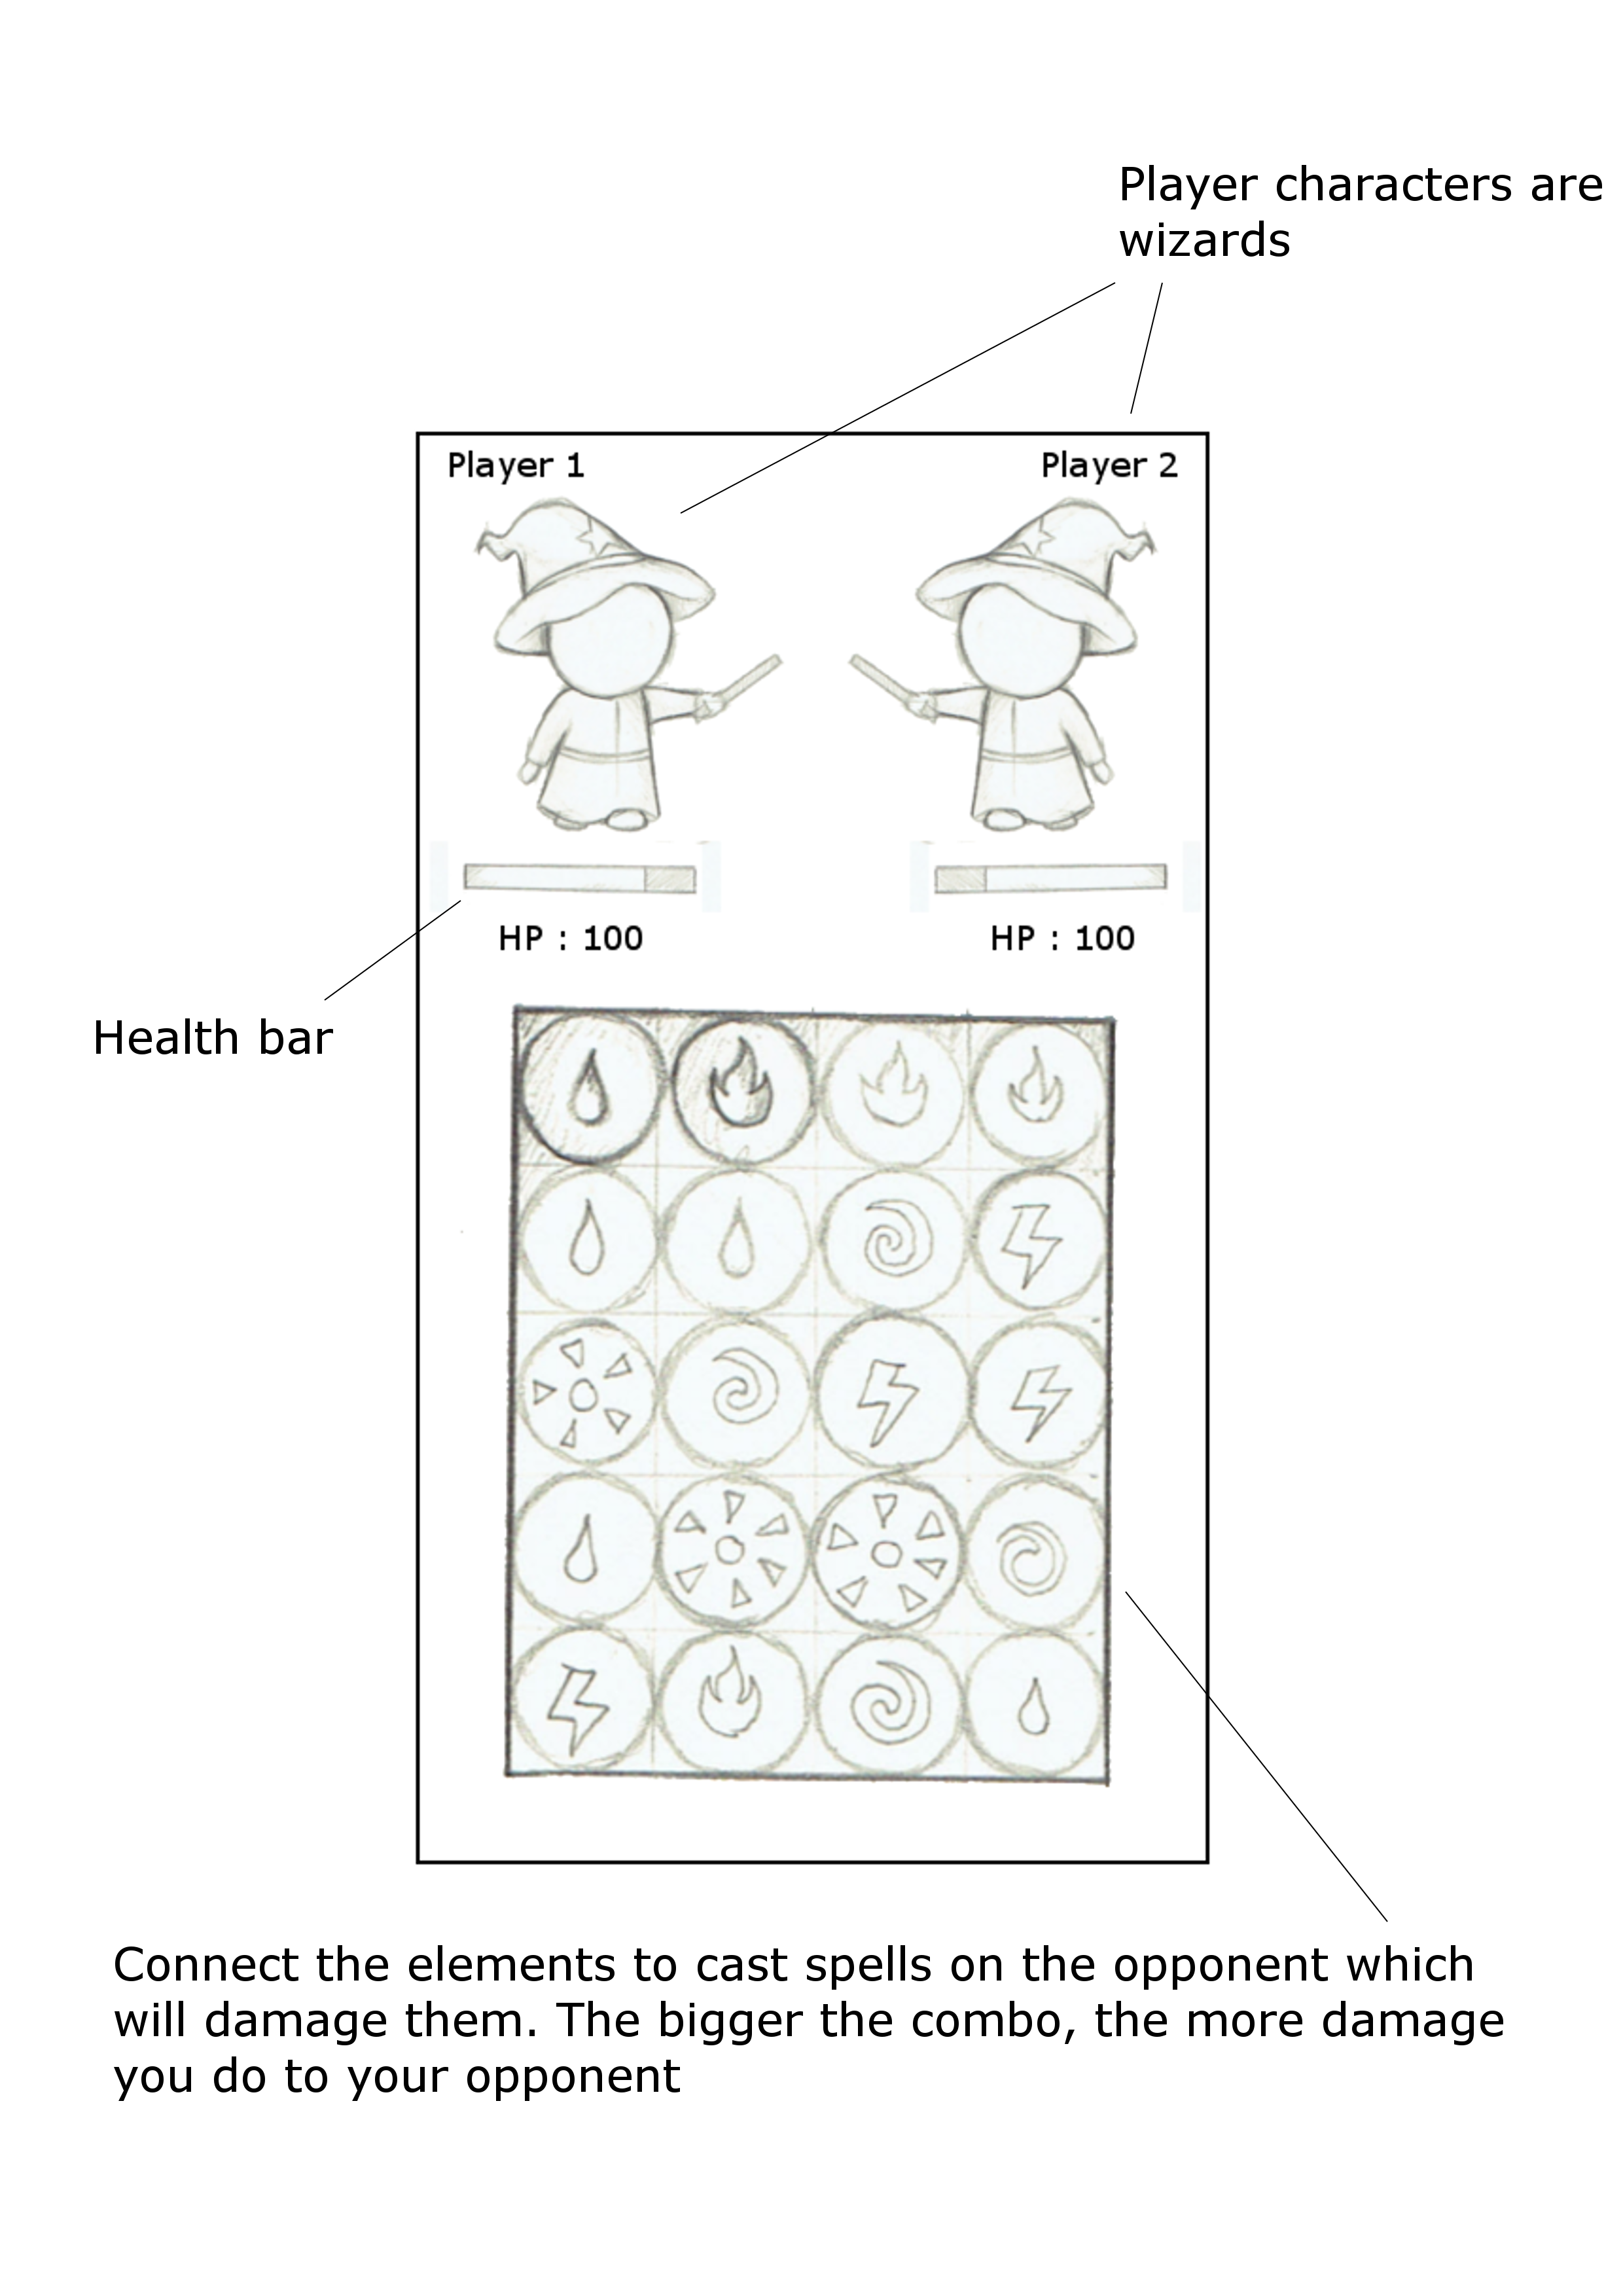 Player characters are
wizards
Player 1
Player 2
HP : 100
HP : 100
Health bar
Connect the elements to cast spells on the opponent which
will damage them. The bigger the combo, the more damage
you do to your opponent